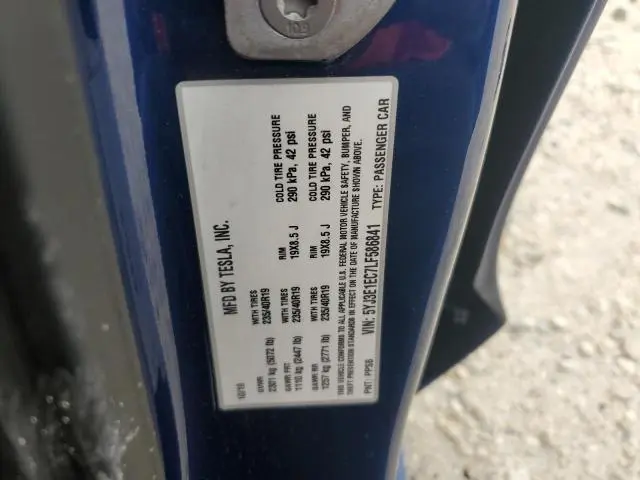 109
MFD BY TESLA, INC.
10/19
GVWR WITH TIRES RIM COLD TIRE PRESSURE
2301 kg (5072 lb) 235/40R19 19X8.5 J 290 kPa, 42 psi
GAWR FRT WITH TIRES RIM COLD TIRE PRESSURE
1110 kg (2447 lb) 235/40R19 19X8.5 J 290 kPa, 42 psi
GAWR RR
1257 kg (2771 lb) 235/40R19
THIS VEHICLE CONFORMS TO ALL APPLICABLE U.S. FEDERAL MOTOR VEHICLE SAFETY, BUMPER, AND
THEFT PREVENTION STANDARDS IN EFFECT ON THE DATE OF MANUFACTURE SHOWN ABOVE.
VIN: 5YJ3E1EC7LF586841 TYPE: PASSENGER CAR
PNT: PPSB